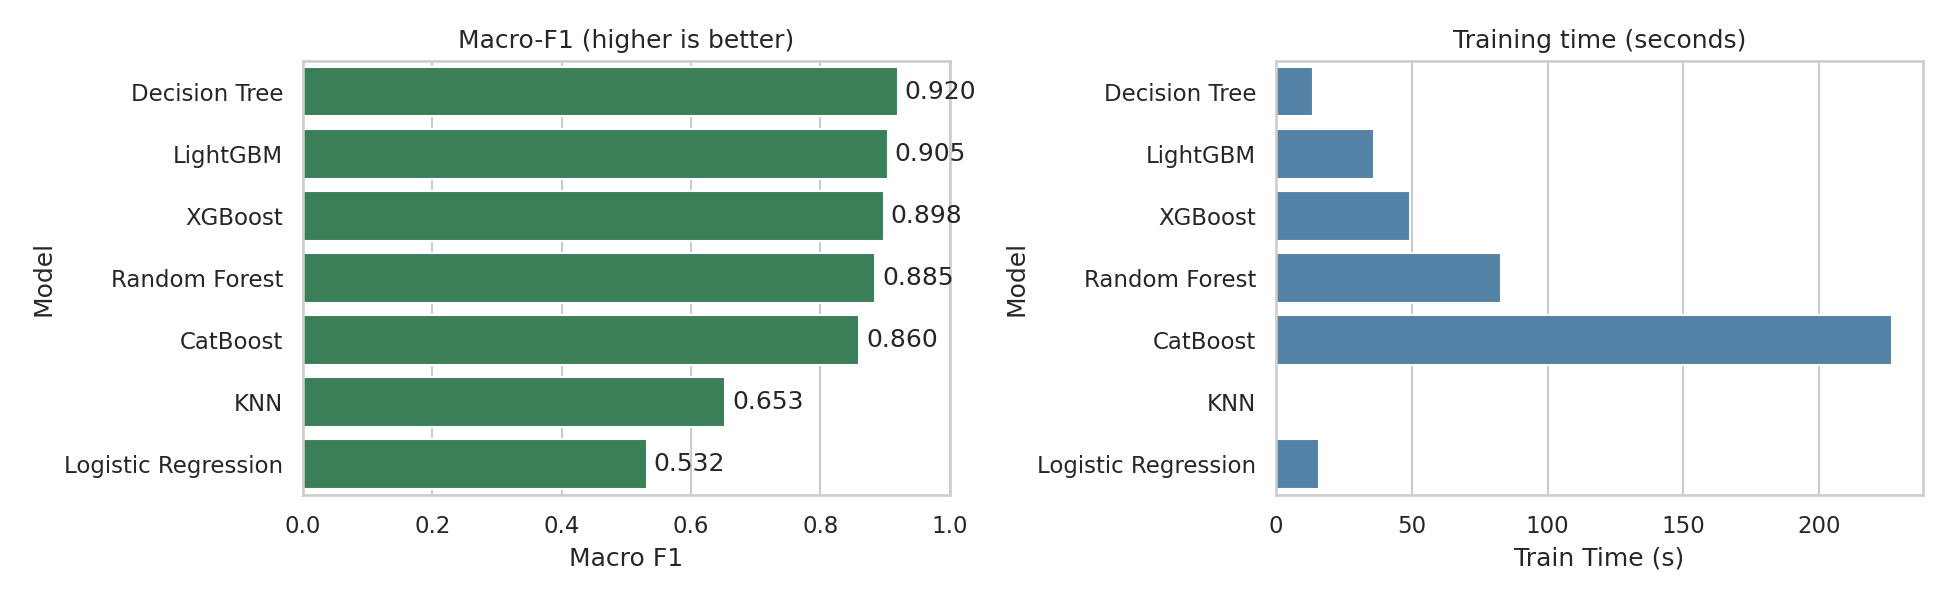 Macro-F1 (higher is better)
Model
Decision Tree 0.920
LightGBM 0.905
XGBoost 0.898
Random Forest 0.885
CatBoost 0.860
KNN 0.653
Logistic Regression 0.532
0.0 0.2 0.4 0.6 0.8 1.0
Macro F1
Training time (seconds)
Model
Decision Tree
LightGBM
XGBoost
Random Forest
CatBoost
KNN
Logistic Regression
0 50 100 150 200
Train Time (s)